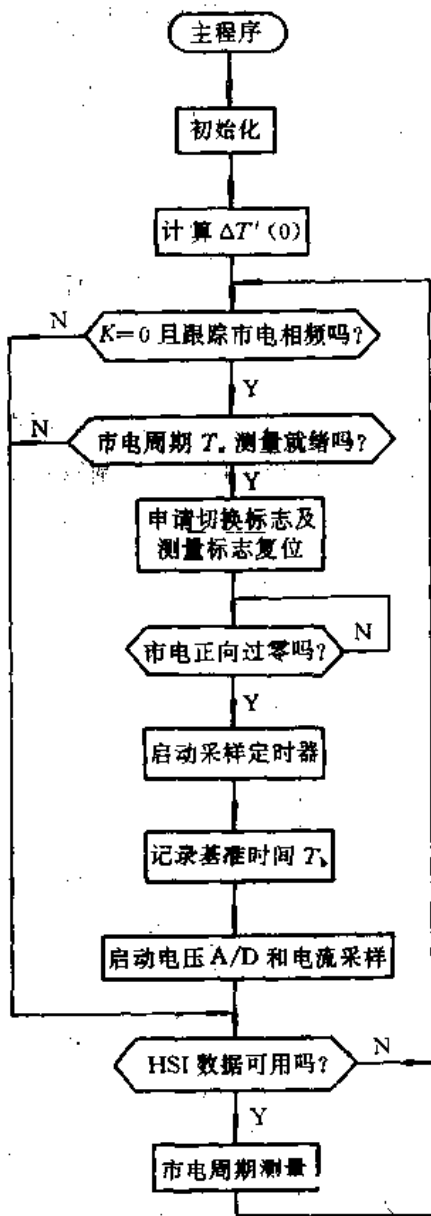 主程序
初始化
计算 ΔT′(0)
N
K=0 且跟踪市电相频吗?
Y
N
市电周期 T。测量就绪吗?
Y
申请切换标志及
测量标志复位
N
市电正向过零吗?
Y
启动采样定时器
记录基准时间 T
启动电压 A/D 和电流采样
HSI 数据可用吗?
N
Y
市电周期测量